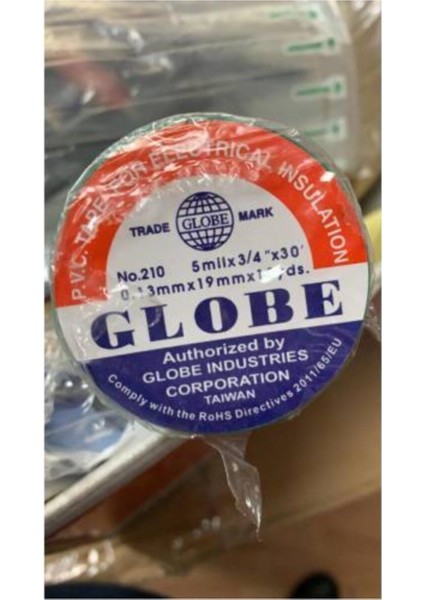 P.V.C. TAPE FOR ELECTRICAL INSULATION
TRADE GLOBE MARK
No.210 5milx3/4"x30'
GLOBE
Authorized by
GLOBE INDUSTRIES
CORPORATION
TAIWAN
Comply with the RoHS Directives 2011/65/EU